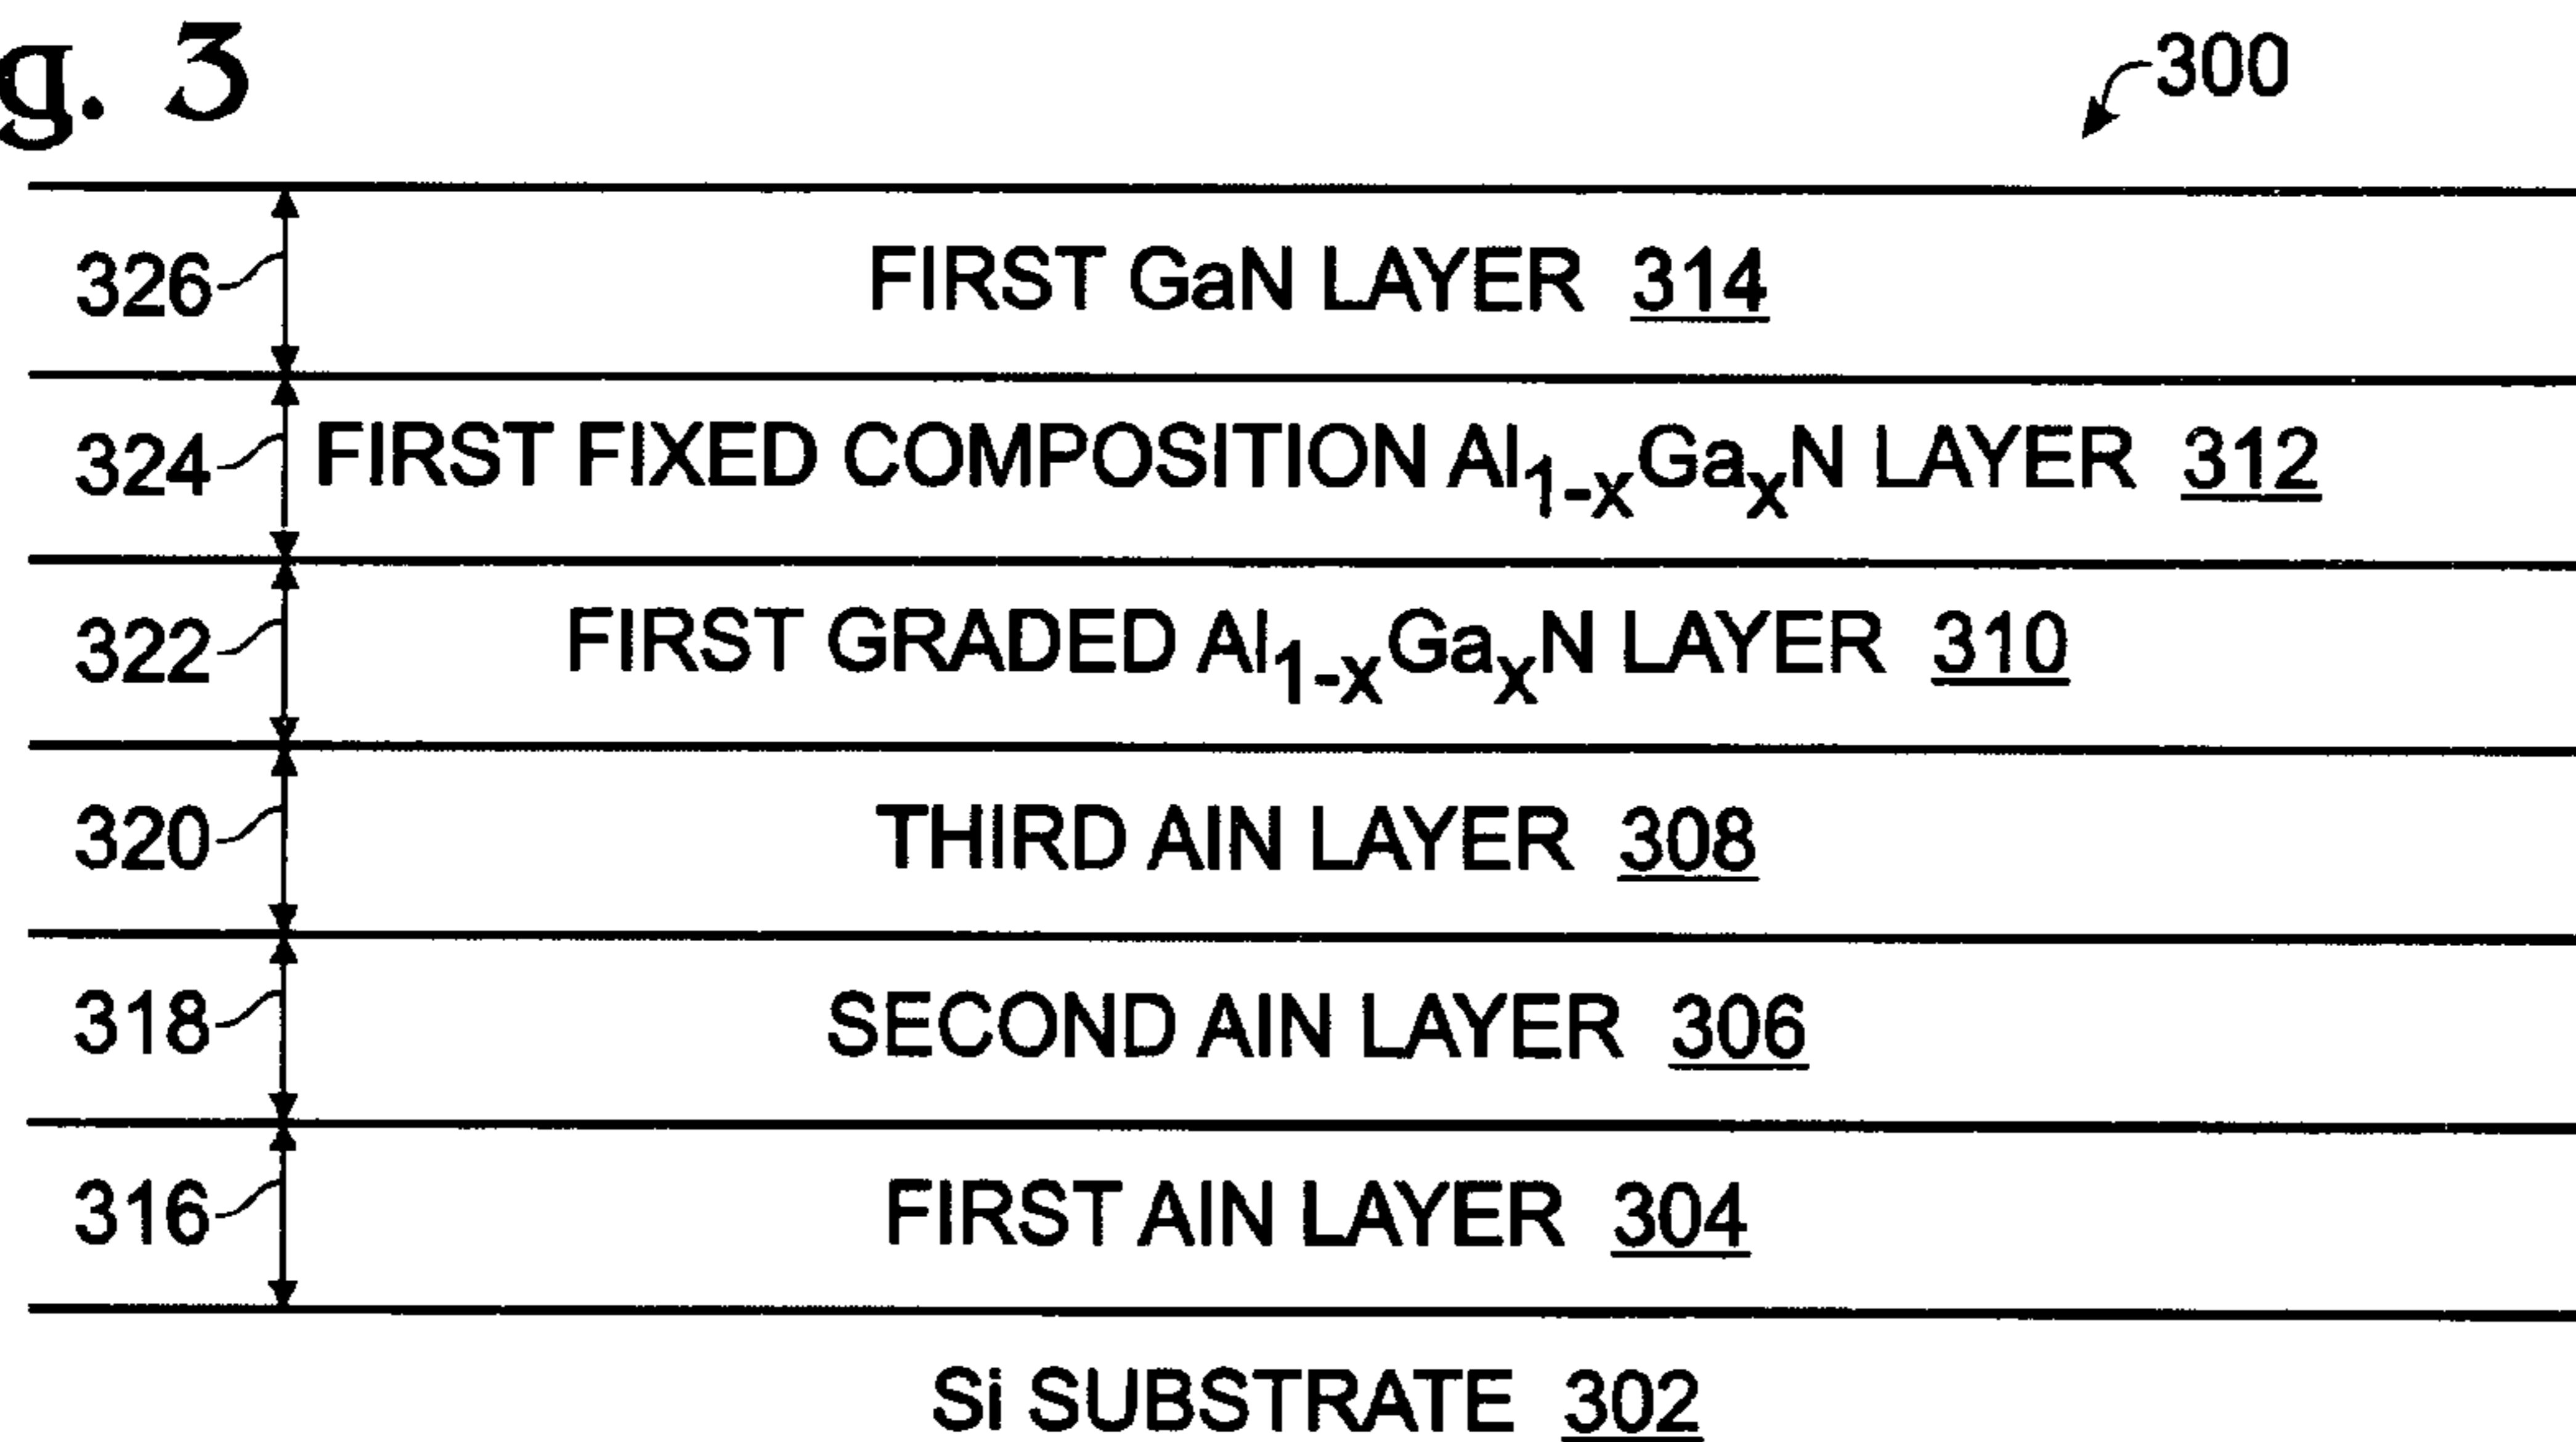 g. 3
300
326 FIRST GaN LAYER 314
324 FIRST FIXED COMPOSITION Al1-xGaxN LAYER 312
322 FIRST GRADED Al1-xGaxN LAYER 310
320 THIRD AlN LAYER 308
318 SECOND AlN LAYER 306
316 FIRST AlN LAYER 304
Si SUBSTRATE 302